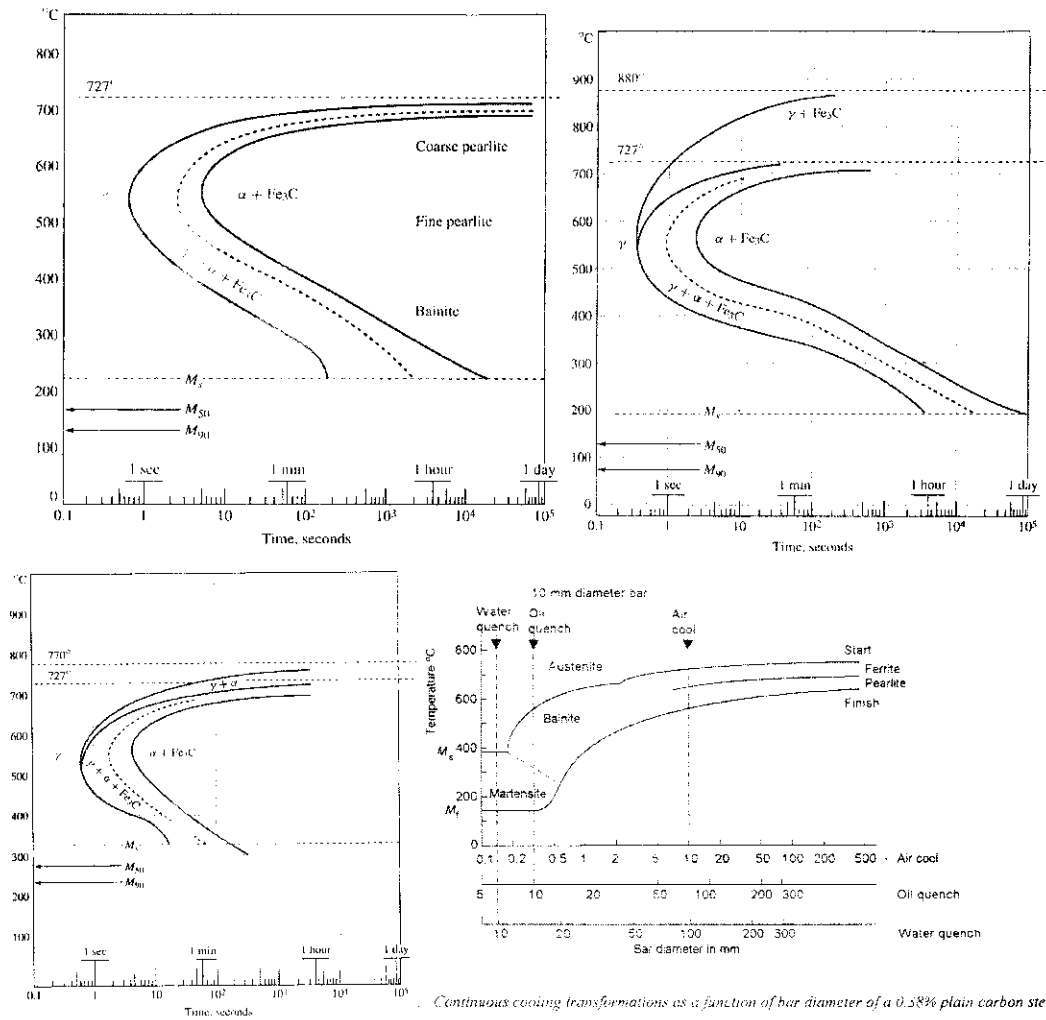 °C
800
727°
700
600
500
400
300
200
100
0
γ
Coarse pearlite
α + Fe₃C
Fine pearlite
α + Fe₃C
Bainite
Mₛ
M₅₀
M₉₀
1 sec
1 min
1 hour
1 day
0.1
1
10
10²
10³
10⁴
10⁵
Time, seconds
°C
900
880°
800
727°
700
600
500
400
300
200
100
0
γ + Fe₃C
γ
α + Fe₃C
γ + α + Fe₃C
Mₛ
M₅₀
M₉₀
1 sec
1 min
1 hour
1 day
0.1
1
10
10²
10³
10⁴
10⁵
Time, seconds
°C
900
800
770°
727°
700
600
500
400
300
200
100
γ + α
γ
α + Fe₃C
γ + α + Fe₃C
Mₛ
M₅₀
M₉₀
1 sec
1 min
1 hour
1 day
0.1
1
10
10²
10³
10⁴
10⁵
Time, seconds
10 mm diameter bar
Water quench
Oil quench
Air cool
Temperature °C
600
600
400
200
0
Mₛ
M_f
Austenite
Bainite
Martensite
Start
Ferrite
Pearlite
Finish
0.1 0.2 0.5 1 2 5 10 20 50 100 200 500 Air cool
5 10 20 50 100 200 300 Oil quench
10 20 50 100 200 300 Water quench
Bar diameter in mm
Continuous cooling transformations as a function of bar diameter of a 0.38% plain carbon ste